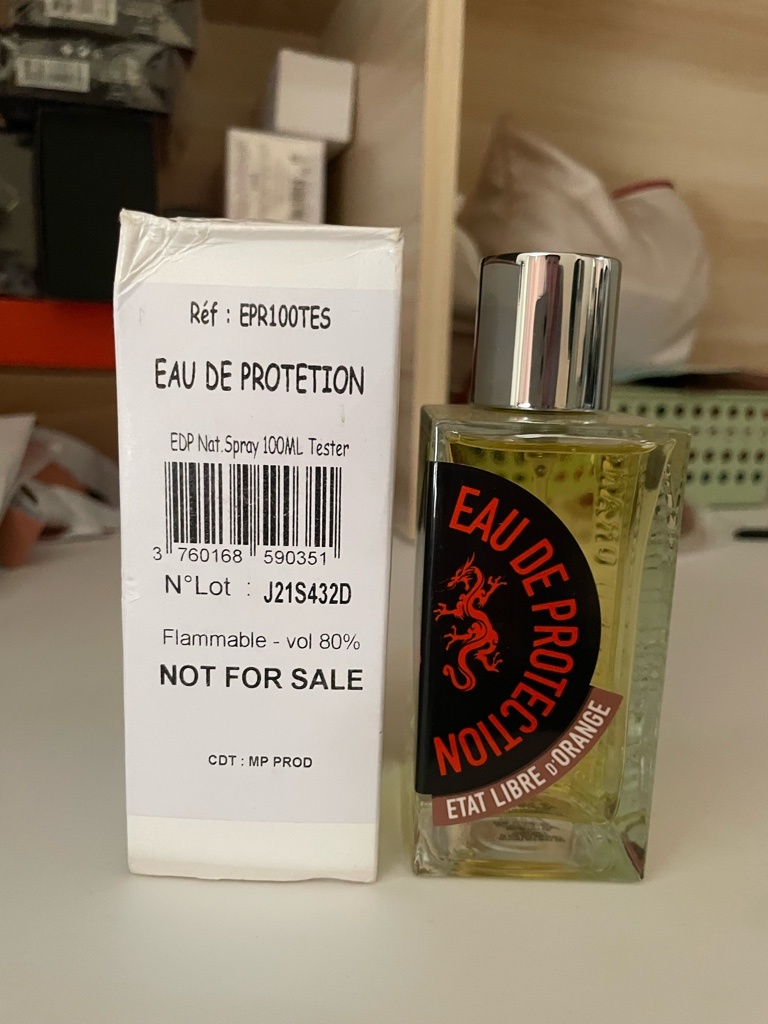 Réf : EPR100TES
EAU DE PROTETION
EDP Nat.Spray 100ML Tester
3 760168 590351
N°Lot : J21S432D
Flammable - vol 80%
NOT FOR SALE
CDT : MP PROD
EAU DE PROTECTION
ETAT LIBRE D'ORANGE